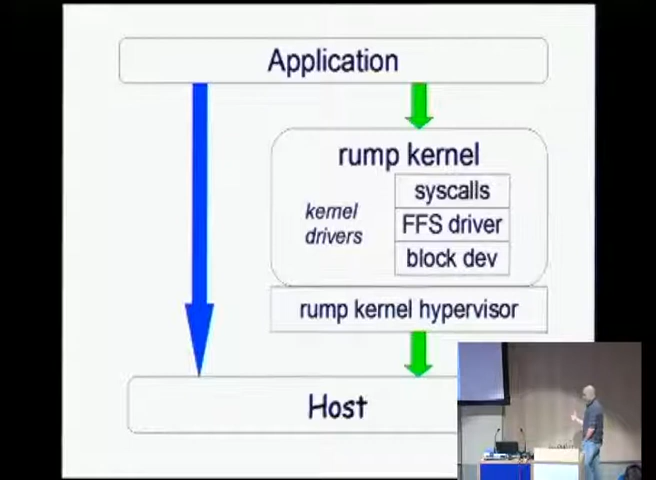 Application
rump kernel
kernel
drivers
syscalls
FFS driver
block dev
rump kernel hypervisor
Host